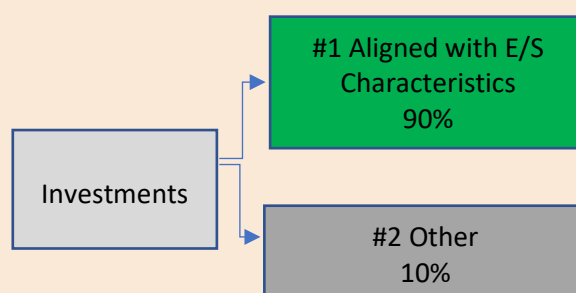 #1 Aligned with E/S
Characteristics
90%
Investments
#2 Other
10%